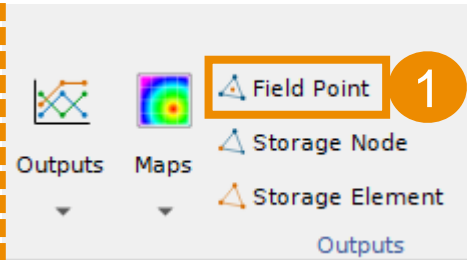 Field Point
1
Storage Node
Outputs
Maps
Storage Element
Outputs